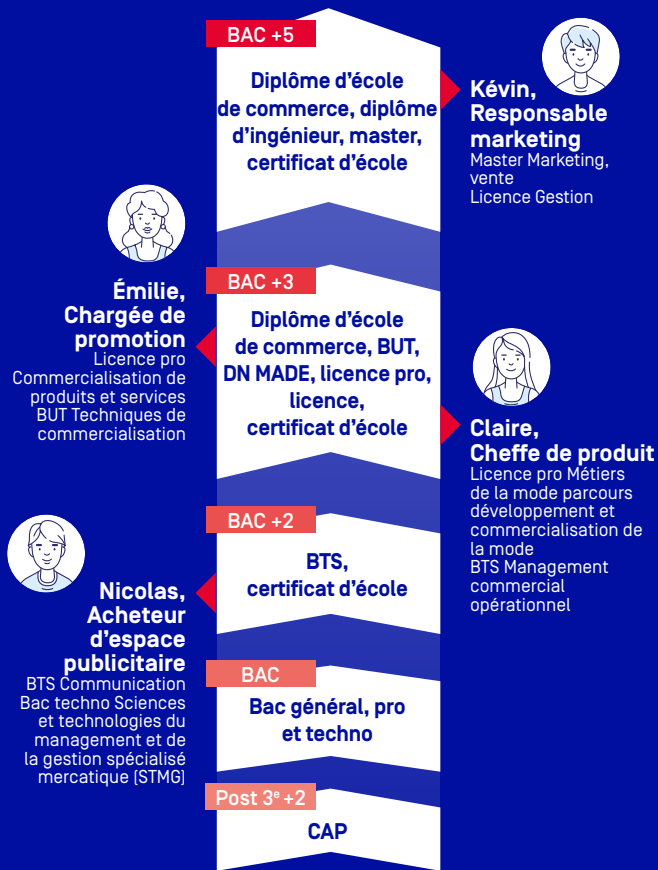 BAC +5
Diplôme d'école
de commerce, diplôme
d'ingénieur, master,
certificat d'école
Kévin,
Responsable
marketing
Master Marketing,
vente
Licence Gestion
BAC +3
Diplôme d'école
de commerce, BUT,
DN MADE, licence pro,
licence,
certificat d'école
Émilie,
Chargée de
promotion
Licence pro
Commercialisation de
produits et services
BUT Techniques de
commercialisation
Claire,
Cheffe de produit
Licence pro Métiers
de la mode parcours
développement et
commercialisation de
la mode
BTS Management
commercial
opérationnel
BAC +2
BTS,
certificat d'école
Nicolas,
Acheteur
d'espace
publicitaire
BTS Communication
Bac techno Sciences
et technologies du
management et de
la gestion spécialisé
mercatique (STMG)
BAC
Bac général, pro
et techno
Post 3e +2
CAP